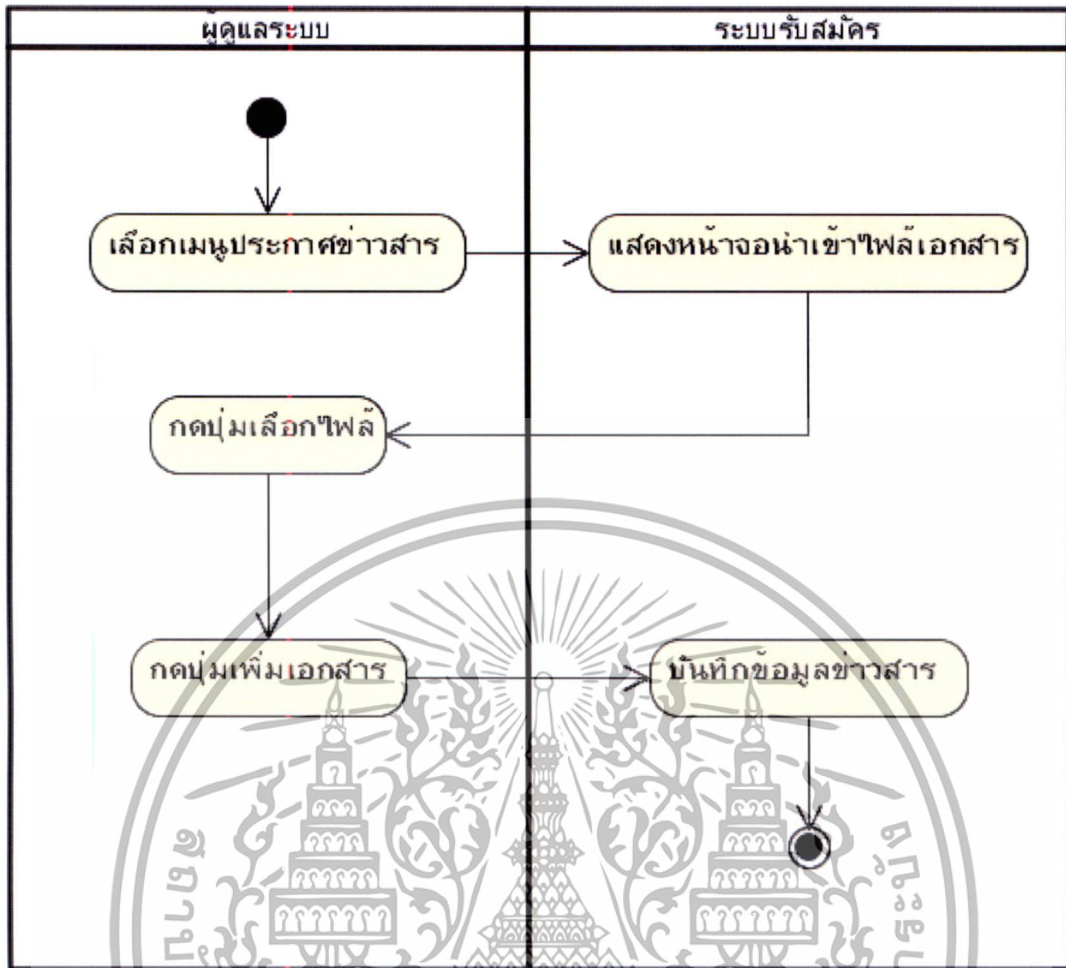 ผู้ดูแลระบบ
ระบบรับสมัคร
เลือกเมนูประกาศข่าวสาร
แสดงหน้าจอนำเข้าไฟล์เอกสาร
กดปุ่มเลือกไฟล์
กดปุ่มเพิ่มเอกสาร
บันทึกข้อมูลข่าวสาร